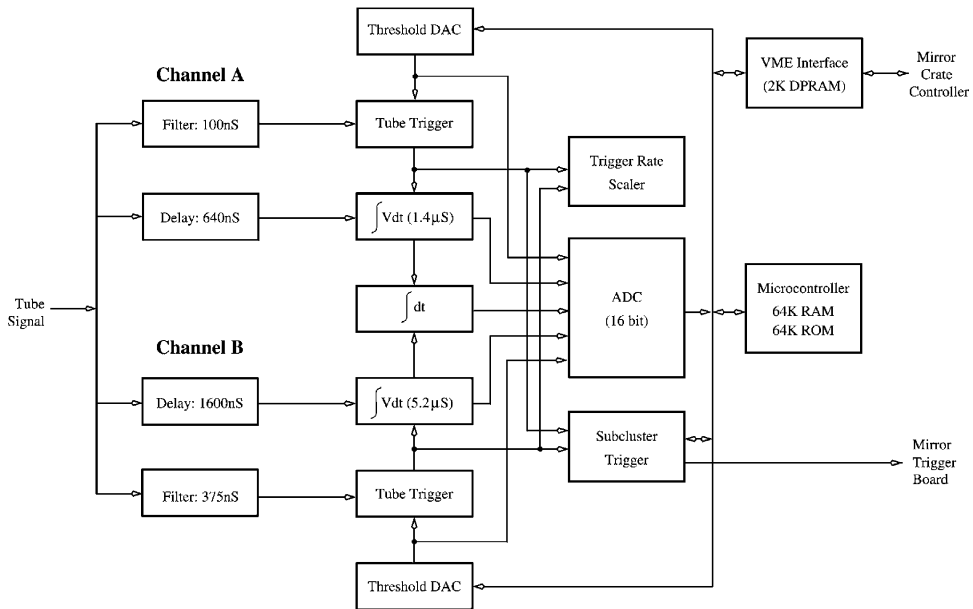 Threshold DAC
VME Interface
(2K DPRAM)
Mirror
Crate
Controller
Channel A
Filter: 100nS
Tube Trigger
Trigger Rate
Scaler
Delay: 640nS
∫Vdt (1.4μS)
Tube
Signal
∫dt
ADC
(16 bit)
Microcontroller
64K RAM
64K ROM
Channel B
Delay: 1600nS
∫Vdt (5.2μS)
Subcluster
Trigger
Mirror
Trigger
Board
Filter: 375nS
Tube Trigger
Threshold DAC